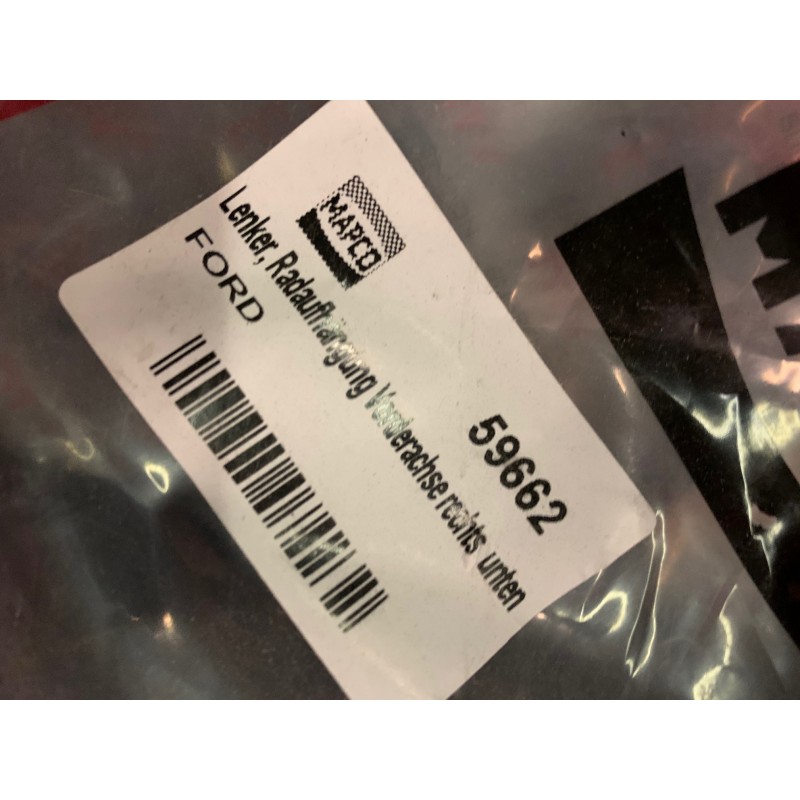 MAPCO
59662
Lenker, Radaufhängung Vorderachse rechts unten
FORD